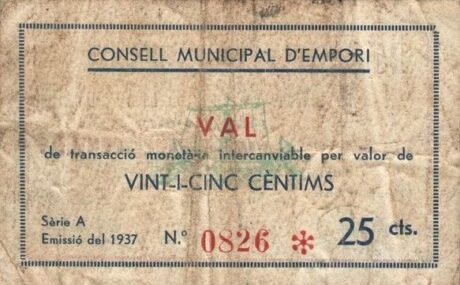 CONSELL MUNICIPAL D'EMPORI
VAL
de transacció monetària intercanviable per valor de
VINT-I-CINC CÈNTIMS
Sèrie A
Emissió del 1937 N.º 0826 * 25 cts.